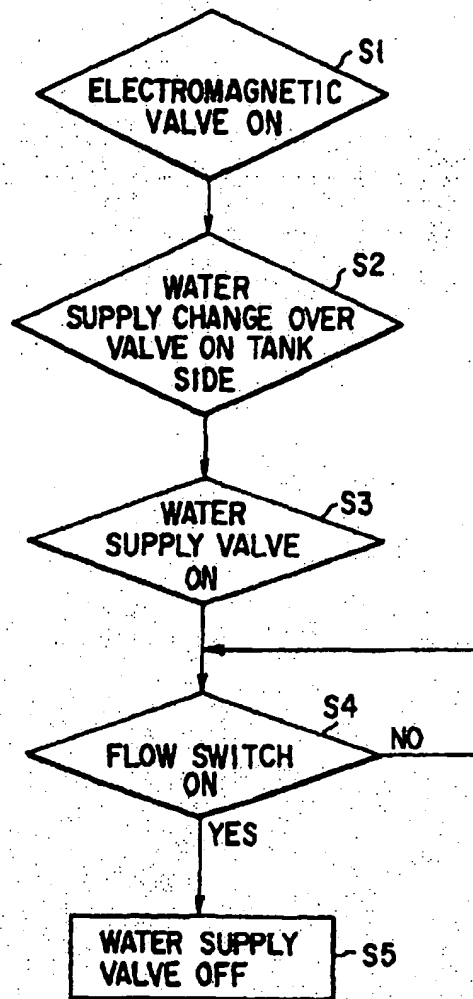 S1
ELECTROMAGNETIC
VALVE ON
S2
WATER
SUPPLY CHANGE OVER
VALVE ON TANK
SIDE
S3
WATER
SUPPLY VALVE
ON
S4
FLOW SWITCH
ON
NO
YES
WATER SUPPLY
VALVE OFF
S5